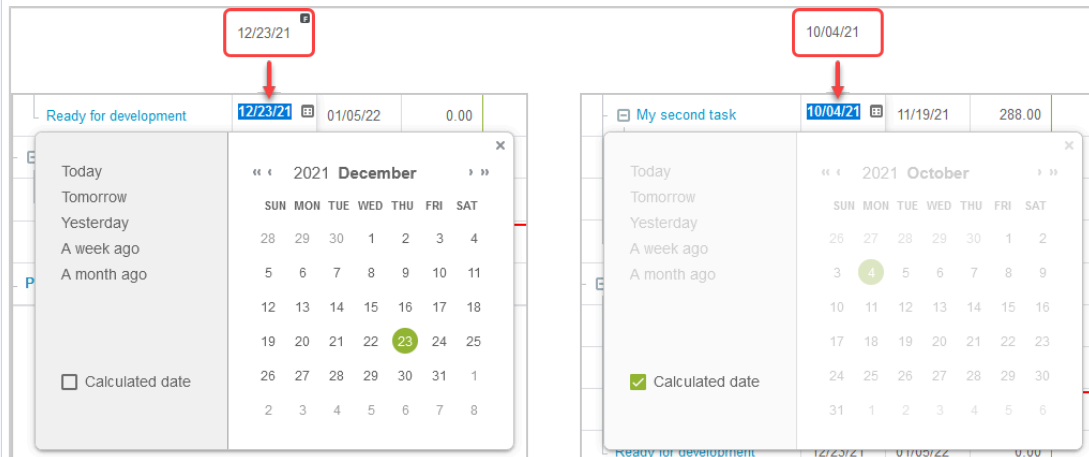 F
12/23/21
10/04/21
Ready for development 12/23/21 01/05/22 0.00
× 
Today
Tomorrow
Yesterday
A week ago
A month ago
« ‹ 2021 December › »
SUN MON TUE WED THU FRI SAT
28 29 30 1 2 3 4
5 6 7 8 9 10 11
12 13 14 15 16 17 18
19 20 21 22 23 24 25
26 27 28 29 30 31 1
2 3 4 5 6 7 8
Calculated date
P
My second task 10/04/21 11/19/21 288.00
×
Today
Tomorrow
Yesterday
A week ago
A month ago
« ‹ 2021 October › »
SUN MON TUE WED THU FRI SAT
26 27 28 29 30 1 2
3 4 5 6 7 8 9
10 11 12 13 14 15 16
17 18 19 20 21 22 23
24 25 26 27 28 29 30
31 1 2 3 4 5 6
Calculated date
Ready for development 12/23/21 01/05/22 0.00